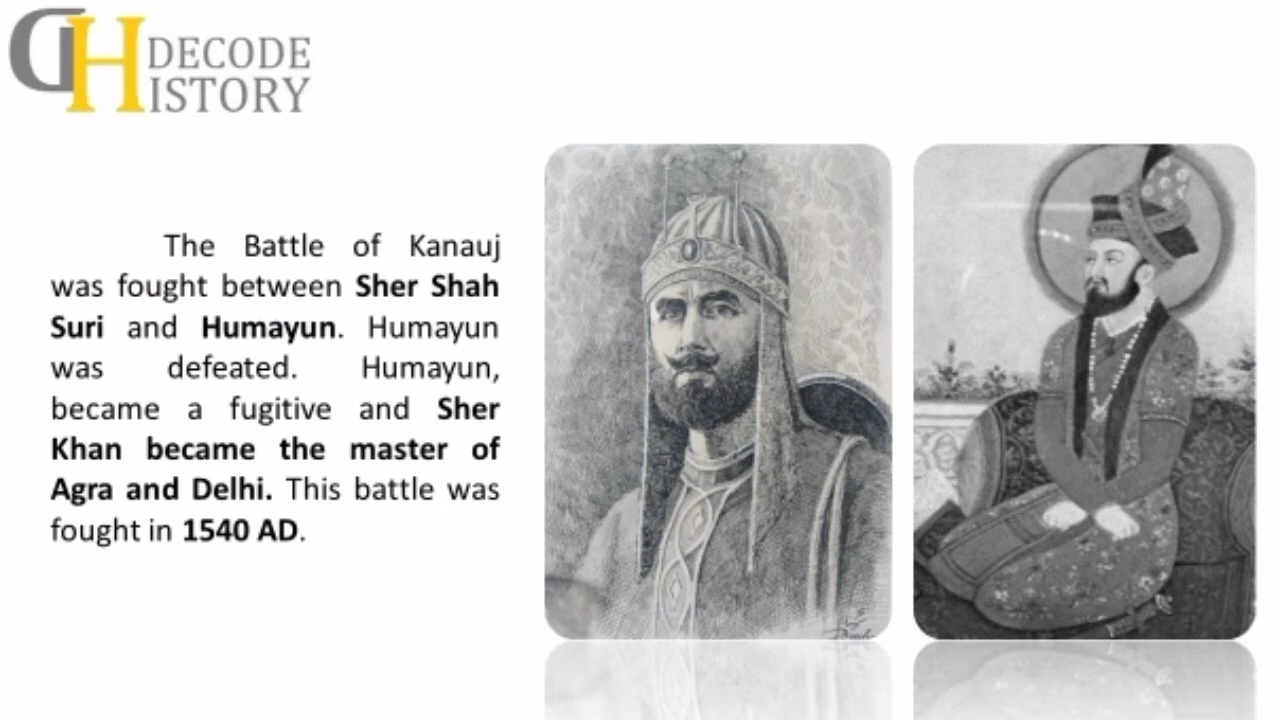 DH DECODE
HISTORY
The Battle of Kanauj
was fought between Sher Shah
Suri and Humayun. Humayun
was defeated. Humayun,
became a fugitive and Sher
Khan became the master of
Agra and Delhi. This battle was
fought in 1540 AD.